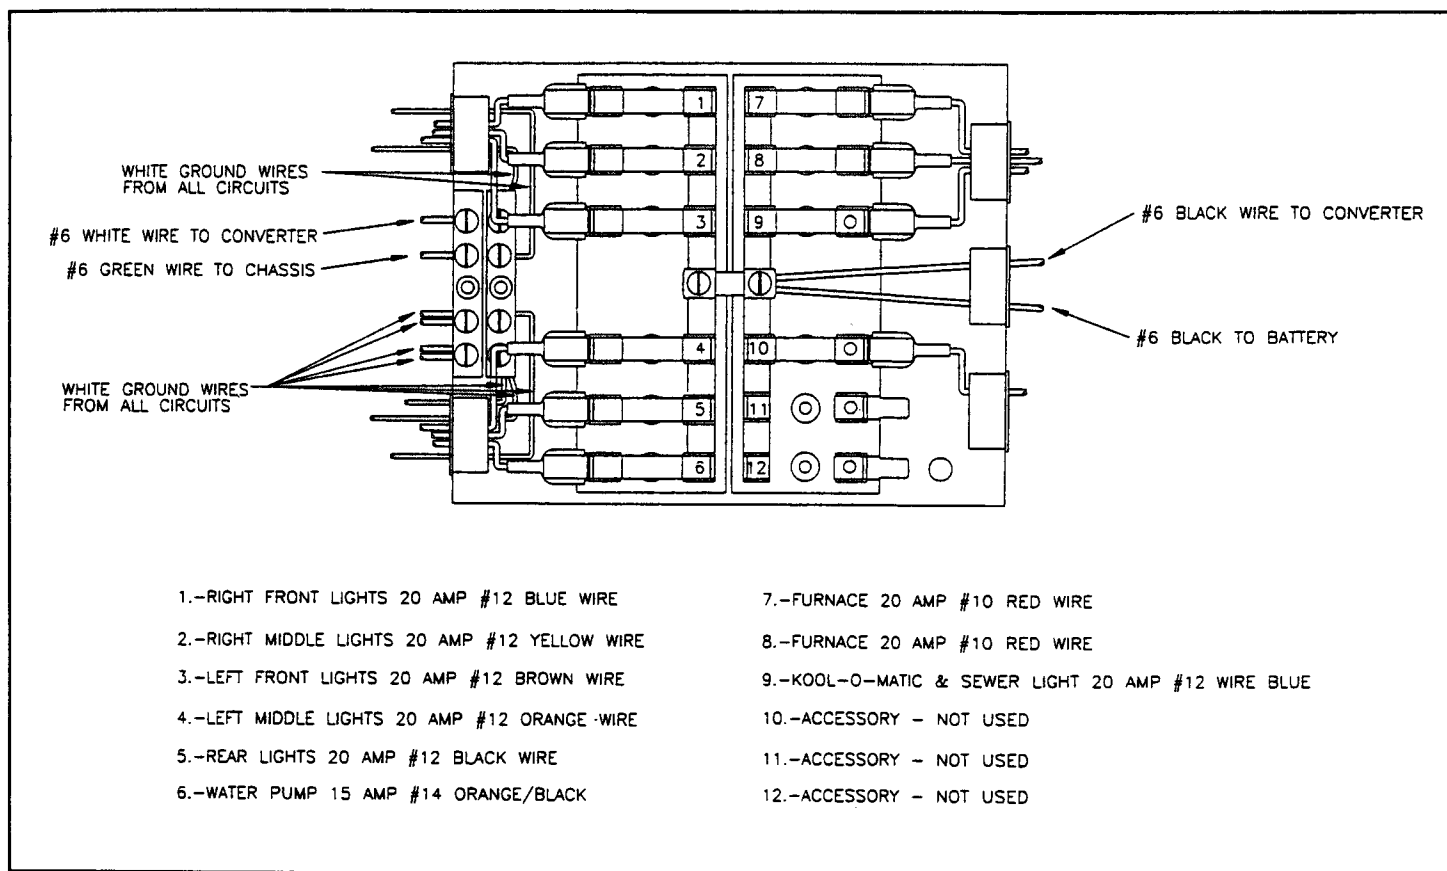 1
7
2
8
WHITE GROUND WIRES
FROM ALL CIRCUITS
3
9
#6 WHITE WIRE TO CONVERTER
#6 BLACK WIRE TO CONVERTER
#6 GREEN WIRE TO CHASSIS
#6 BLACK TO BATTERY
4
10
WHITE GROUND WIRES
FROM ALL CIRCUITS
5
11
6
12
1.-RIGHT FRONT LIGHTS 20 AMP #12 BLUE WIRE
2.-RIGHT MIDDLE LIGHTS 20 AMP #12 YELLOW WIRE
3.-LEFT FRONT LIGHTS 20 AMP #12 BROWN WIRE
4.-LEFT MIDDLE LIGHTS 20 AMP #12 ORANGE -WIRE
5.-REAR LIGHTS 20 AMP #12 BLACK WIRE
6.-WATER PUMP 15 AMP #14 ORANGE/BLACK
7.-FURNACE 20 AMP #10 RED WIRE
8.-FURNACE 20 AMP #10 RED WIRE
9.-KOOL-O-MATIC & SEWER LIGHT 20 AMP #12 WIRE BLUE
10.-ACCESSORY - NOT USED
11.-ACCESSORY - NOT USED
12.-ACCESSORY - NOT USED